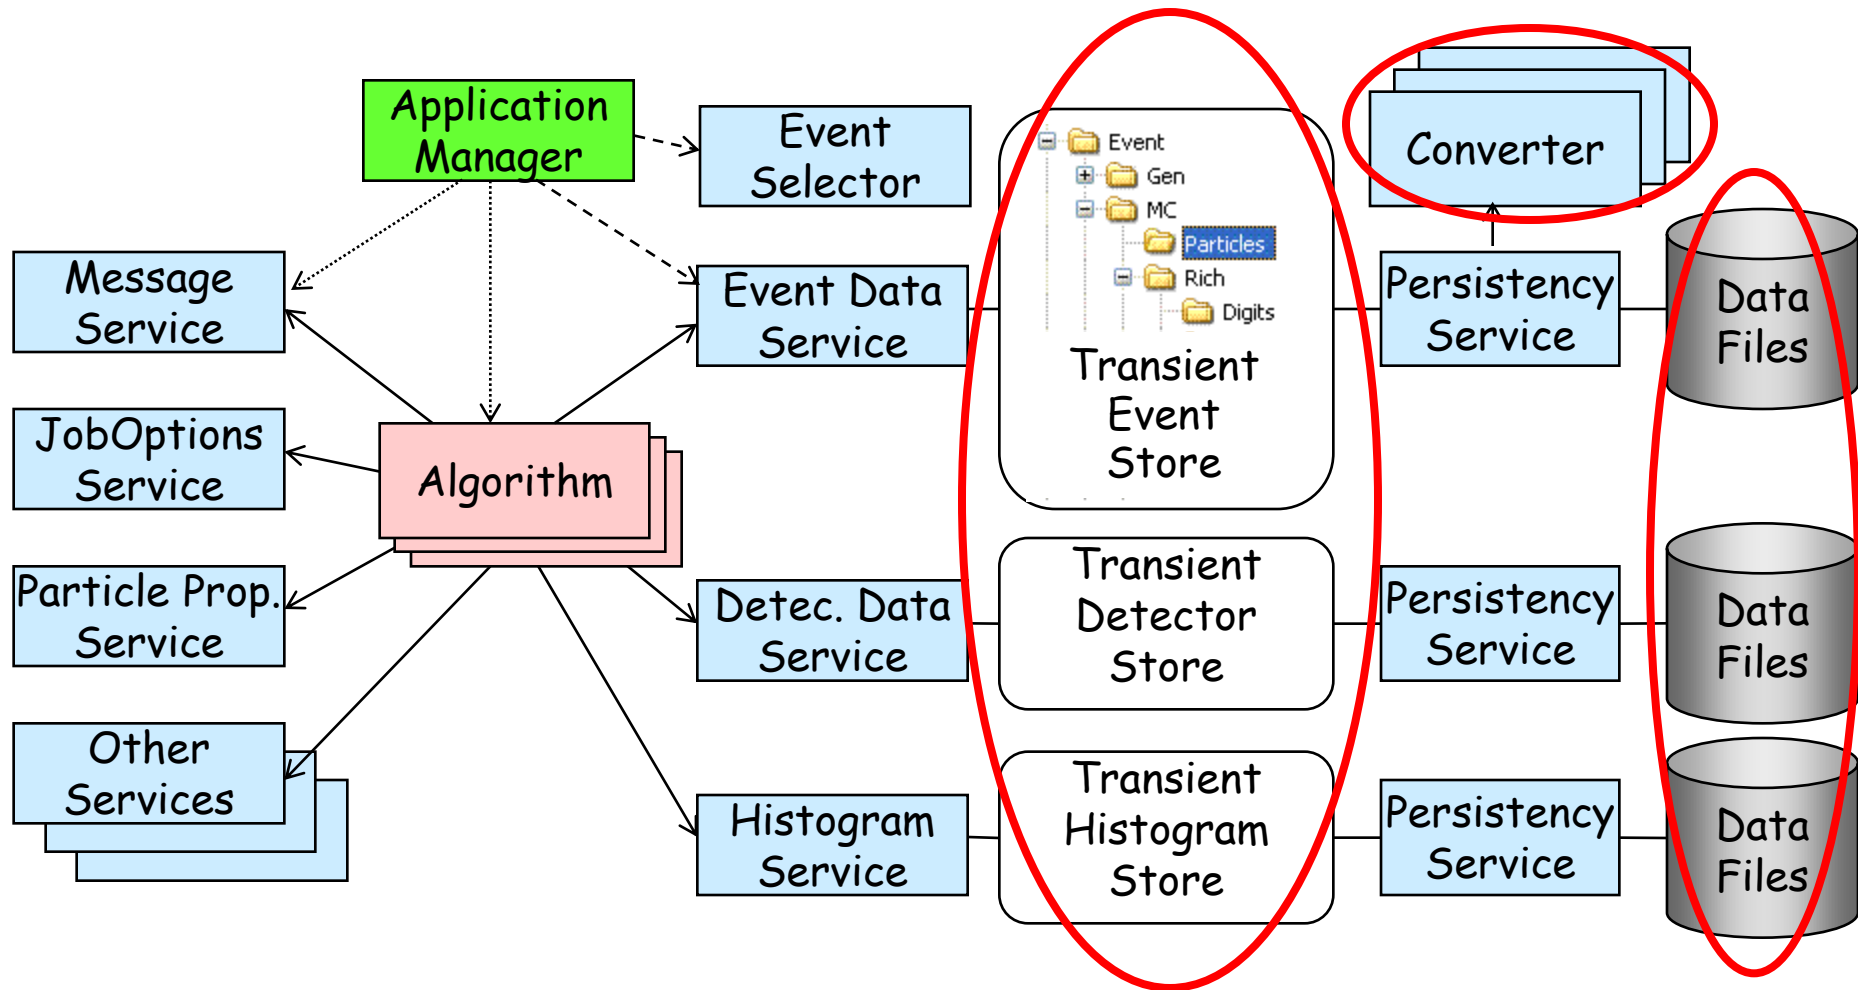 Application
Manager
Event
Selector
Event
Gen
MC
Particles
Rich
Digits
Transient
Event
Store
Converter
Message
Service
Event Data
Service
Persistency
Service
Data
Files
JobOptions
Service
Algorithm
Particle Prop.
Service
Detec. Data
Service
Transient
Detector
Store
Persistency
Service
Data
Files
Other
Services
Histogram
Service
Transient
Histogram
Store
Persistency
Service
Data
Files